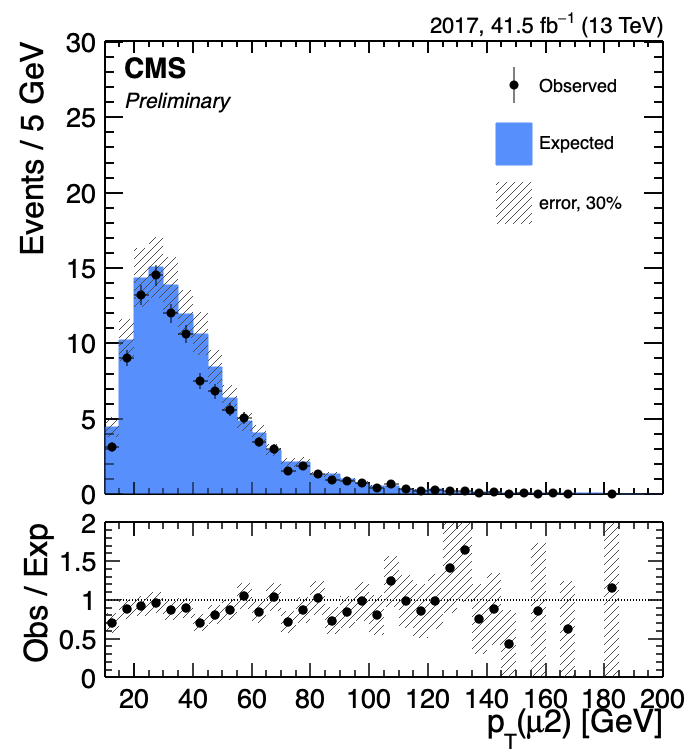 2017, 41.5 fb⁻¹ (13 TeV)
CMS
Preliminary
Observed
Expected
error, 30%
Events / 5 GeV
30
25
20
15
10
5
0
Obs / Exp
2
1.5
1
0.5
0
20 40 60 80 100 120 140 160 180 200
p_T(μ2) [GeV]